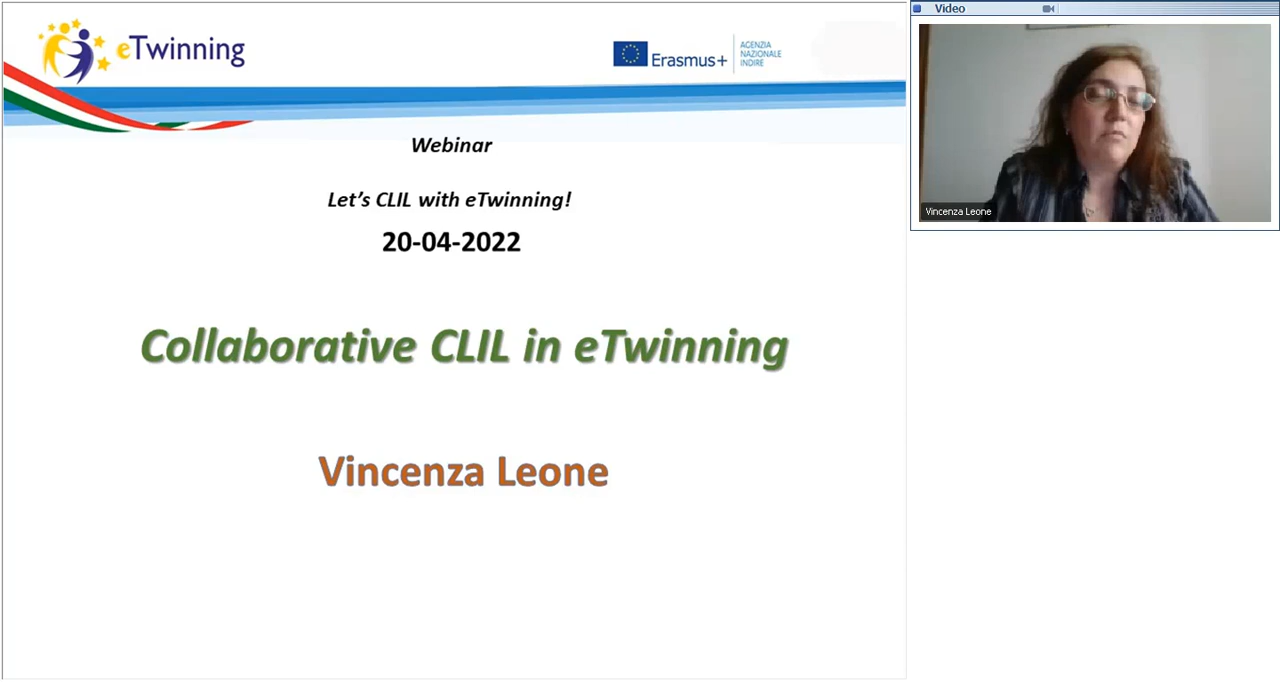 eTwinning
Erasmus+
AGENZIA
NAZIONALE
INDIRE
Webinar
Let's CLIL with eTwinning!
20-04-2022
Collaborative CLIL in eTwinning
Vincenza Leone
Video
Vincenza Leone